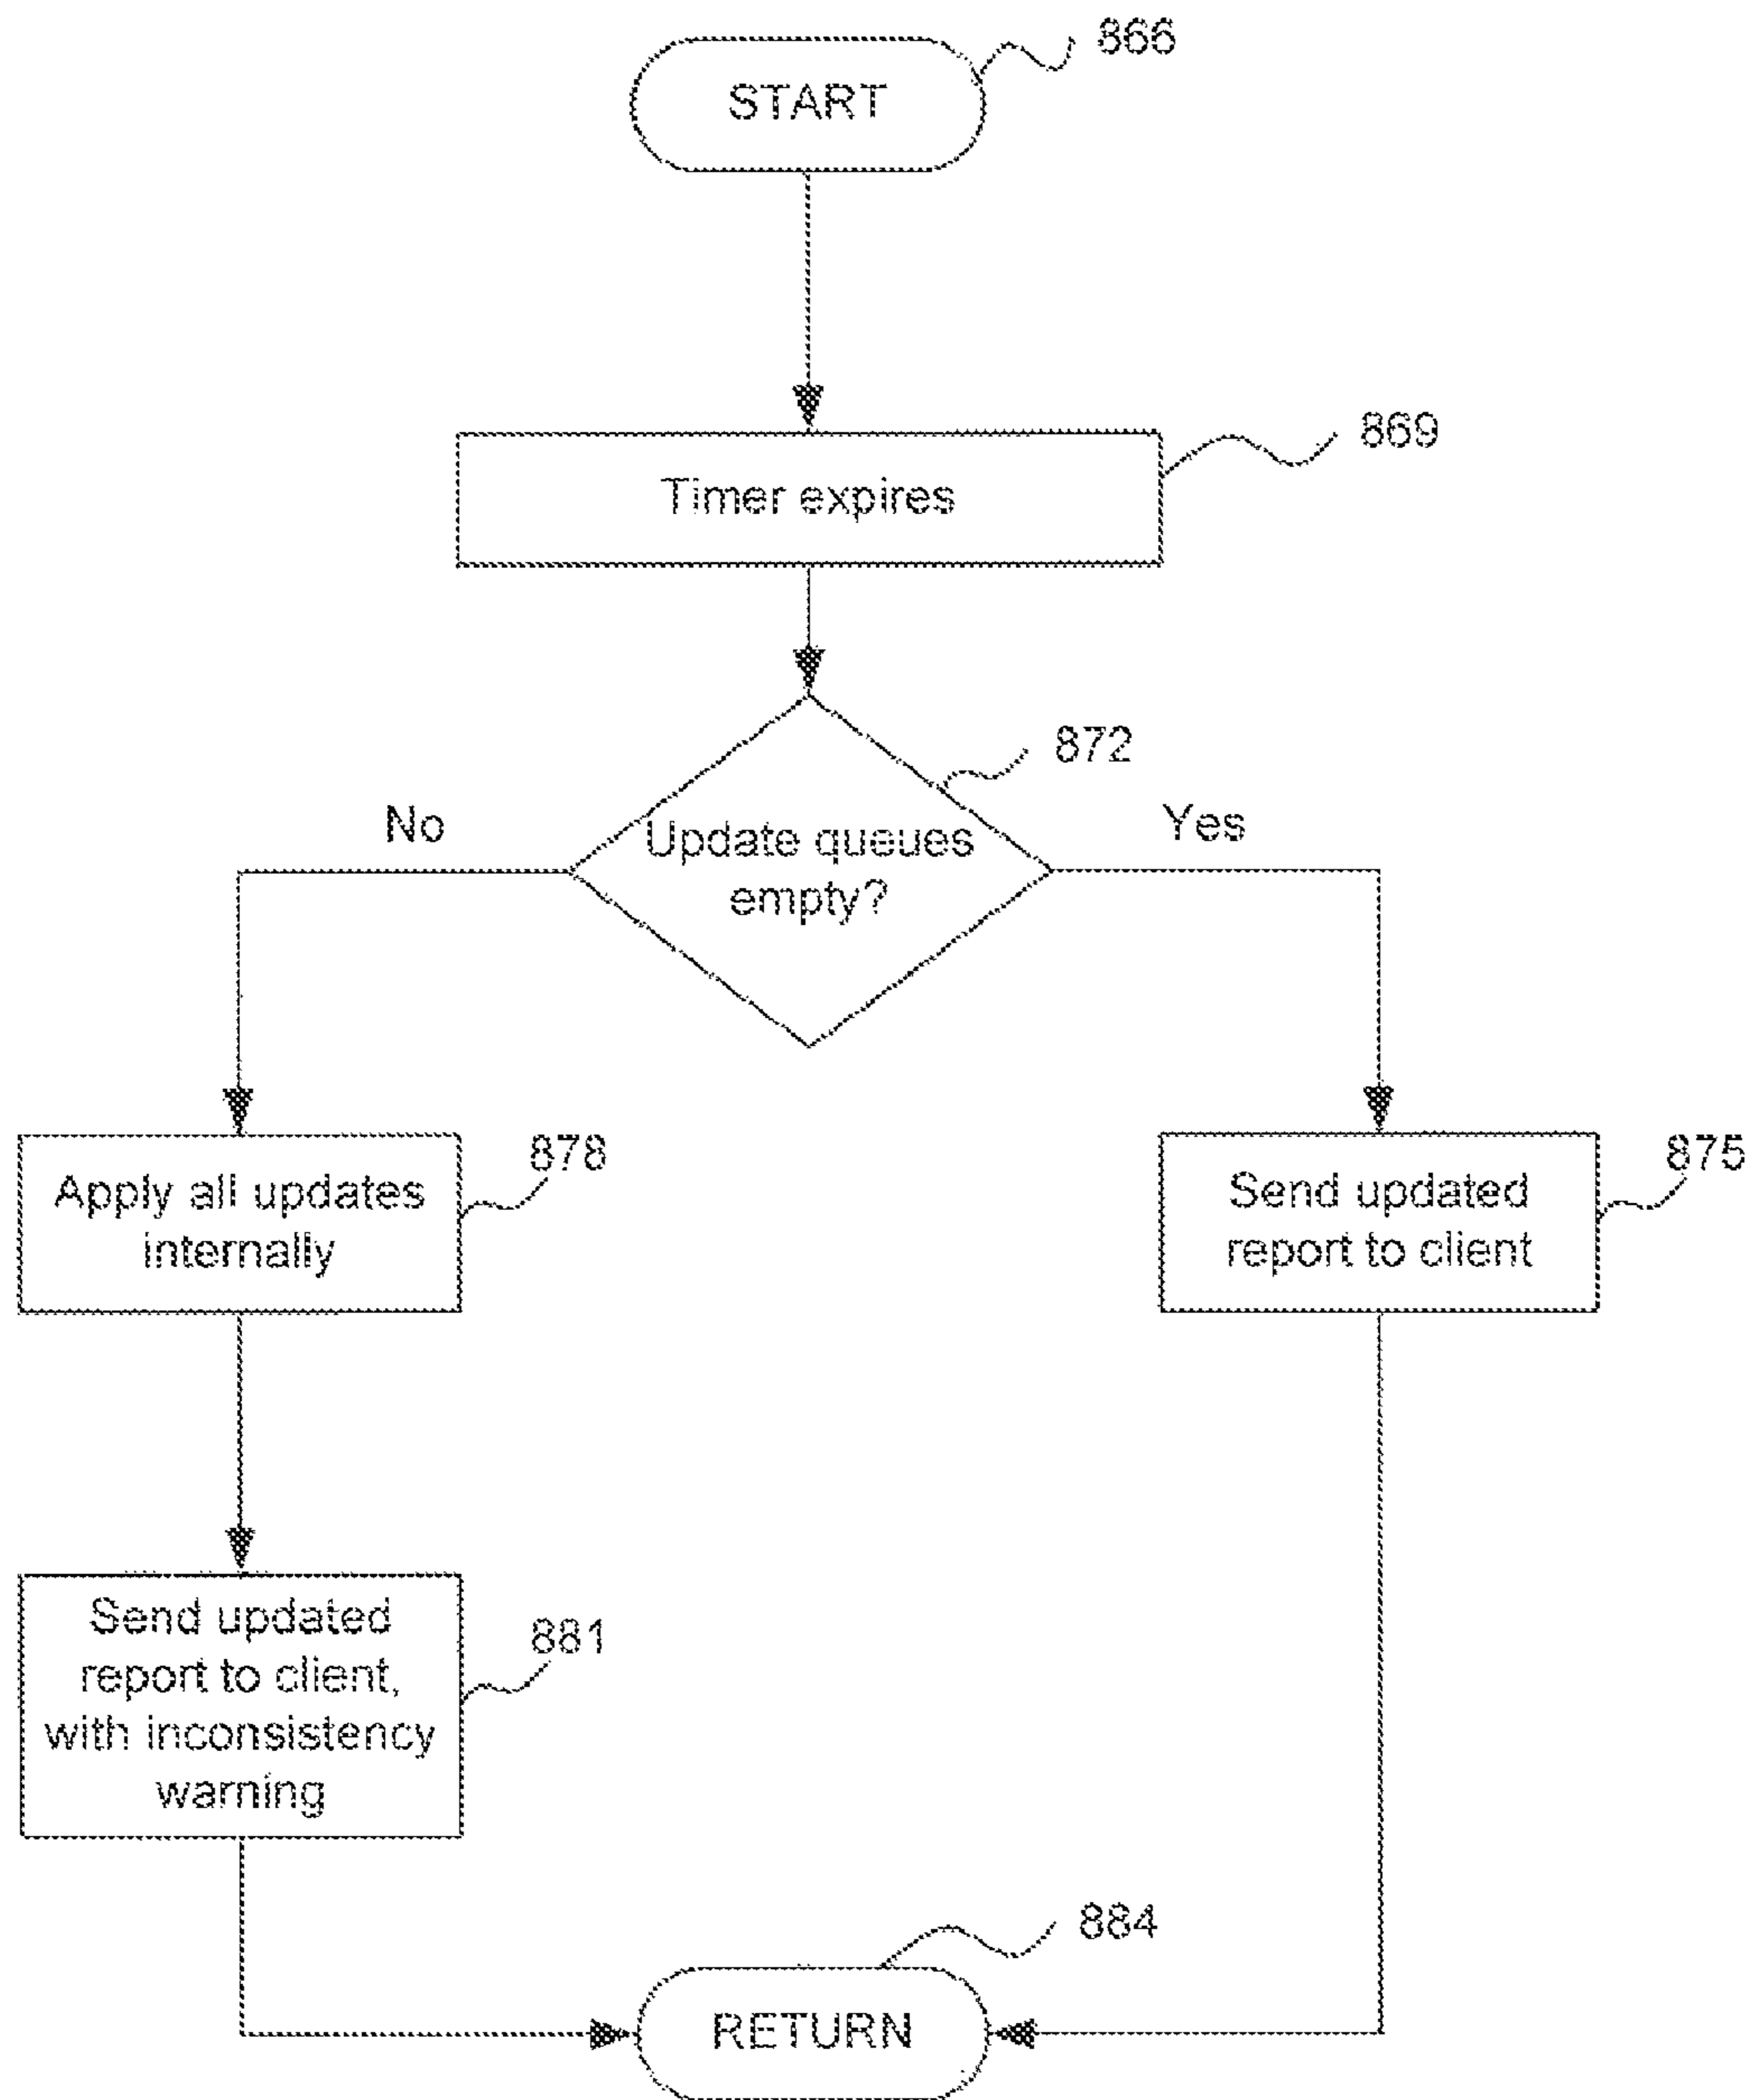 866
START
869
Timer expires
872
No
Yes
Update queues
empty?
878
875
Apply all updates
internally
Send updated
report to client
881
Send updated
report to client,
with inconsistency
warning
884
RETURN